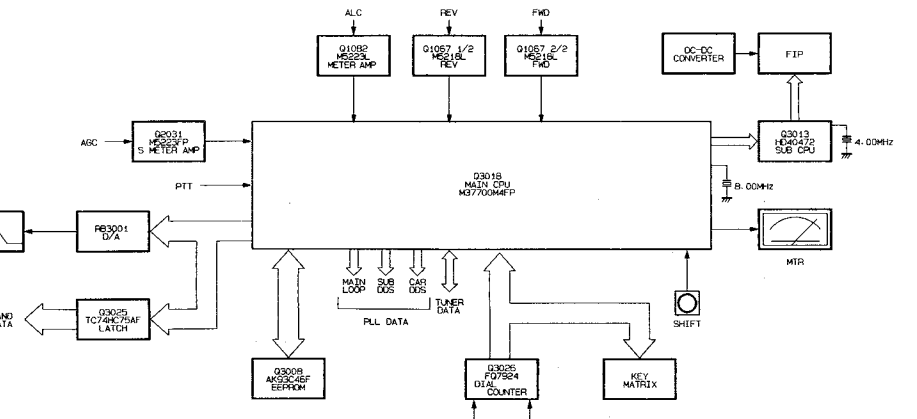 ALC
REV
FWD
Q1082
M5223L
METER AMP
Q1067 1/2
M5218L
REV
Q1067 2/2
M5218L
FWD
DC-DC
CONVERTER
FIP
AGC
Q2031
M5223FP
S METER AMP
Q3013
HD40472
SUB CPU
4.00MHz
Q3018
MAIN CPU
M37700M4FP
PTT
8.00MHz
RB3001
D/A
MTR
MAIN
LOOP
SUB
DDS
CAR
DDS
TUNER
DATA
PLL DATA
SHIFT
Q3025
TC74HC75AF
LATCH
Q3008
AK93C46F
EEPROM
Q3026
FQ7924
DIAL
COUNTER
KEY
MATRIX